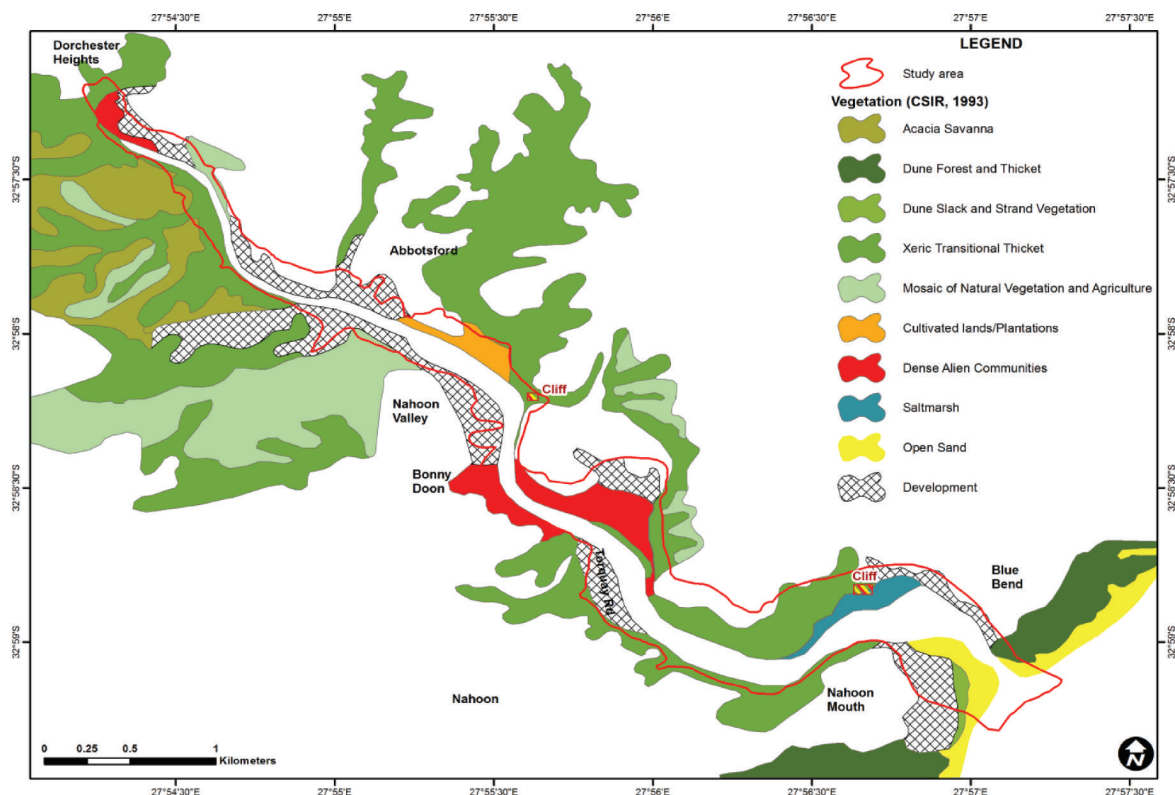 27°54'30"E 27°55'E 27°55'30"E 27°56'E 27°56'30"E 27°57'E 27°57'30"E
Dorchester
Heights
LEGEND
Study area
Vegetation (CSIR, 1993)
Acacia Savanna
Dune Forest and Thicket
Dune Slack and Strand Vegetation
Xeric Transitional Thicket
Mosaic of Natural Vegetation and Agriculture
Cultivated lands/Plantations
Dense Alien Communities
Saltmarsh
Open Sand
Development
32°57'30"S
32°57'30"S
Abbotsford
32°58'S
32°58'S
Cliff
Nahoon
Valley
Bonny
Doon
32°58'30"S
32°58'30"S
Torquay Rd
Cliff
Blue
Bend
32°59'S
32°59'S
Nahoon
Nahoon
Mouth
0 0.25 0.5 1
Kilometers
N
27°54'30"E 27°55'E 27°55'30"E 27°56'E 27°56'30"E 27°57'E 27°57'30"E